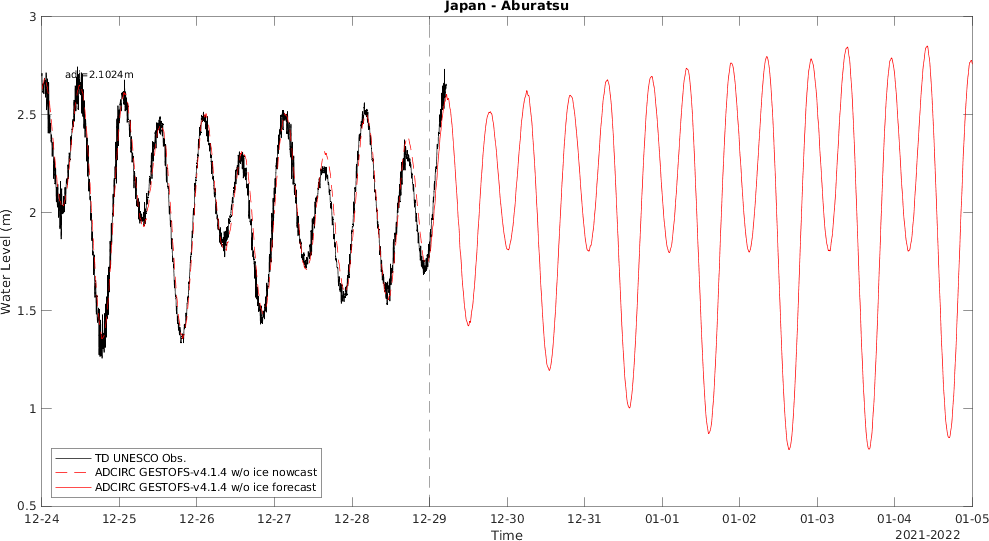 Japan - Aburatsu
3
2.5
2
1.5
1
0.5
Water Level (m)
adj=2.1024m
TD UNESCO Obs.
ADCIRC GESTOFS-v4.1.4 w/o ice nowcast
ADCIRC GESTOFS-v4.1.4 w/o ice forecast
12-24 12-25 12-26 12-27 12-28 12-29 12-30 12-31 01-01 01-02 01-03 01-04 01-05
Time
2021-2022